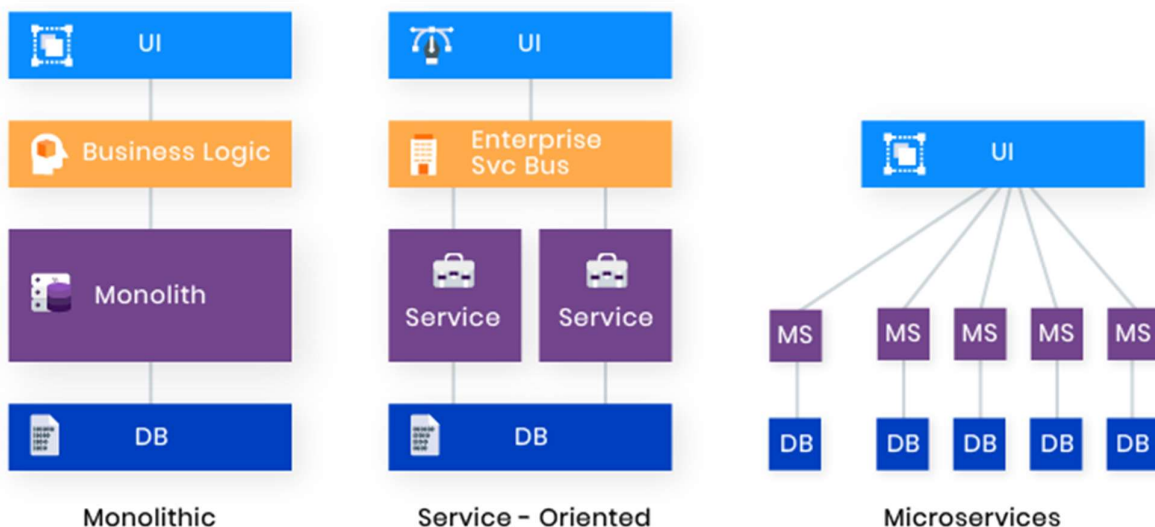 UI
Business Logic
Monolith
DB
Monolithic
UI
Enterprise
Svc Bus
Service
Service
DB
Service - Oriented
UI
MS
MS
MS
MS
MS
DB
DB
DB
DB
DB
Microservices